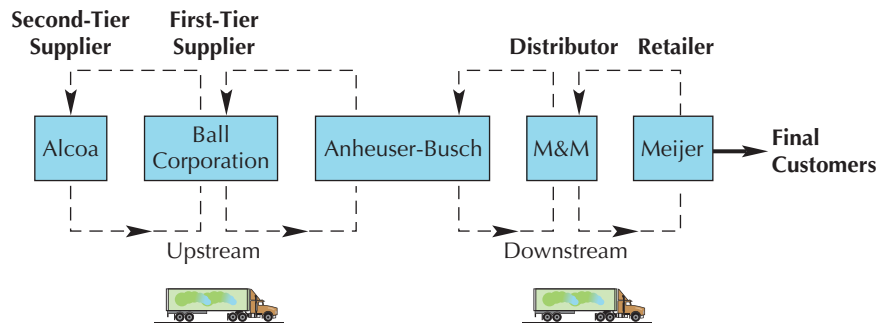 Second-Tier
Supplier
First-Tier
Supplier
Distributor
Retailer
Alcoa
Ball
Corporation
Anheuser-Busch
M&M
Meijer
Final
Customers
Upstream
Downstream